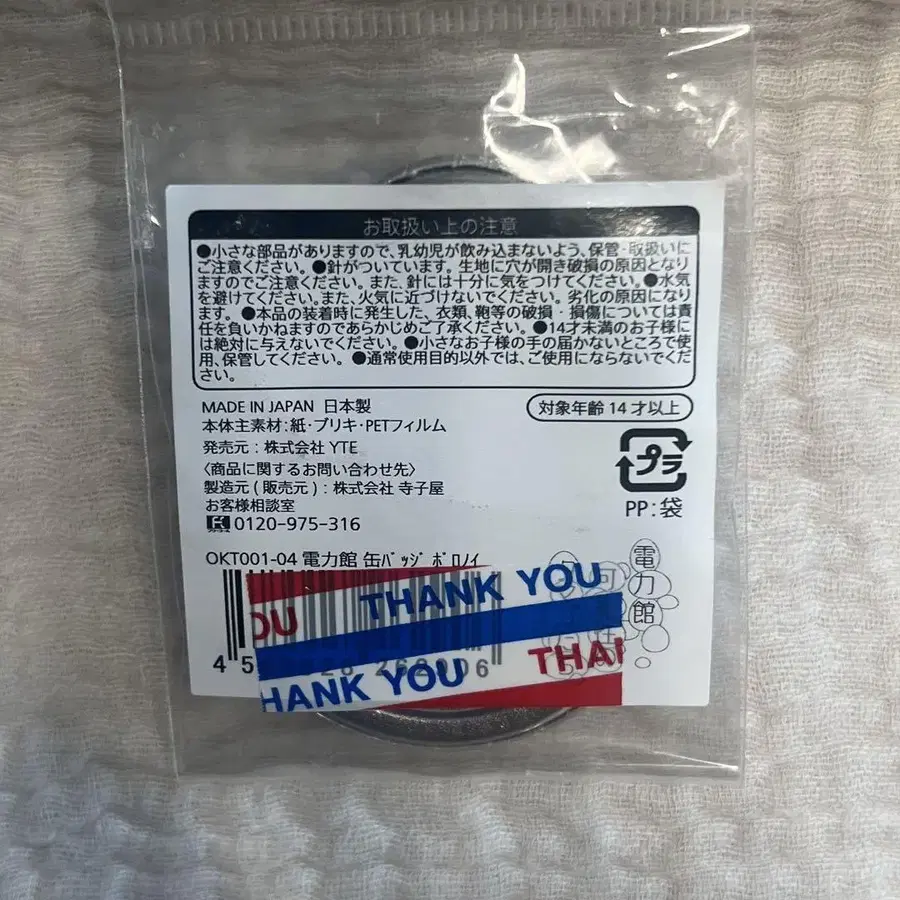 お取扱い上の注意
●小さな部品がありますので、乳幼児が飲み込まないよう、保管・取扱いに
ご注意ください。●針がついています。生地に穴が開き破損の原因となり
ますのでご注意ください。また、針には十分に気をつけてください。●水気
を避けてください。また、火気に近づけないでください。劣化の原因になり
ます。●本品の装着時に発生した、衣類、鞄等の破損・損傷については責
任を負いかねますのであらかじめご了承ください。●14才未満のお子様に
は絶対に与えないでください。●小さなお子様の手の届かないところで使
用、保管してください。●通常使用目的以外では、ご使用にならないでくだ
さい。
MADE IN JAPAN 日本製
対象年齢14才以上
本体主素材:紙・ブリキ・PETフィルム
発売元:株式会社 YTE
〈商品に関するお問い合わせ先〉
製造元(販売元):株式会社 寺子屋
お客様相談室
0120-975-316
プラ
PP:袋
OKT001-04 電力館 缶バッジ ポロノイ
電力館
THANK YOU
OU
THAI
HANK YOU
4 5